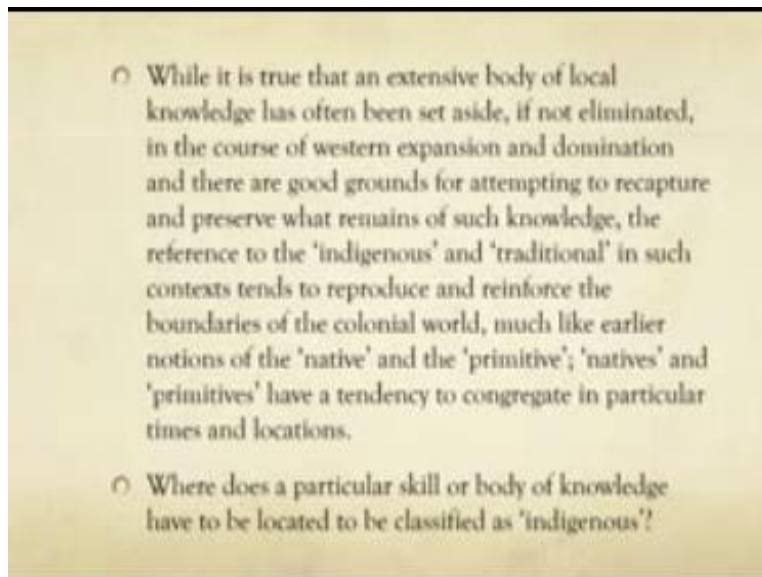 While it is true that an extensive body of local
knowledge has often been set aside, if not eliminated,
in the course of western expansion and domination
and there are good grounds for attempting to recapture
and preserve what remains of such knowledge, the
reference to the 'indigenous' and 'traditional' in such
contexts tends to reproduce and reinforce the
boundaries of the colonial world, much like earlier
notions of the 'native' and the 'primitive'; 'natives' and
'primitives' have a tendency to congregate in particular
times and locations.
Where does a particular skill or body of knowledge
have to be located to be classified as 'indigenous'?